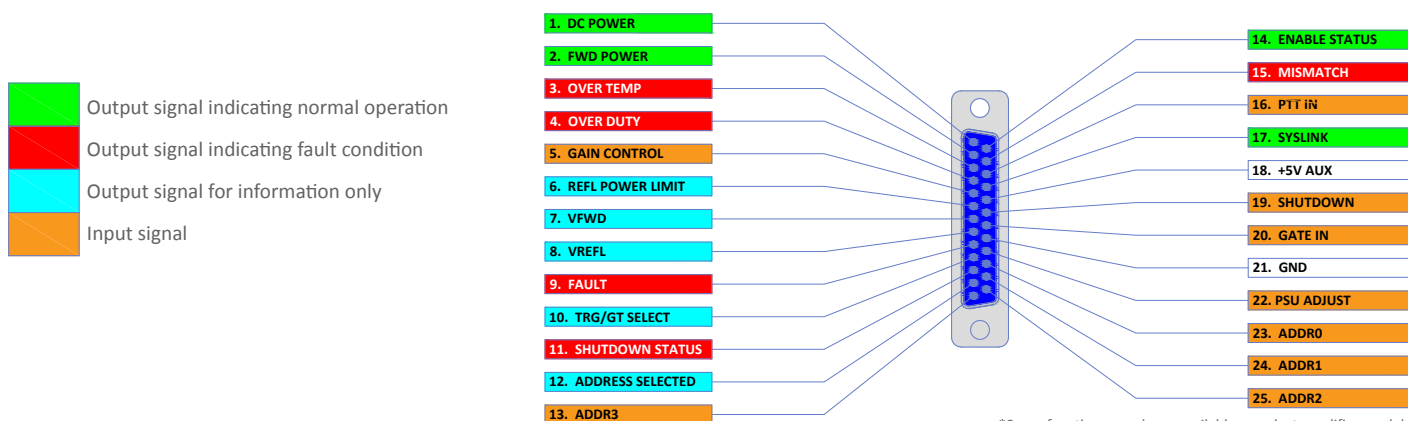 Output signal indicating normal operation
Output signal indicating fault condition
Output signal for information only
Input signal
1. DC POWER
2. FWD POWER
3. OVER TEMP
4. OVER DUTY
5. GAIN CONTROL
6. REFL POWER LIMIT
7. VFWD
8. VREFL
9. FAULT
10. TRG/GT SELECT
11. SHUTDOWN STATUS
12. ADDRESS SELECTED
13. ADDR3
14. ENABLE STATUS
15. MISMATCH
16. PTT IN
17. SYSLINK
18. +5V AUX
19. SHUTDOWN
20. GATE IN
21. GND
22. PSU ADJUST
23. ADDR0
24. ADDR1
25. ADDR2